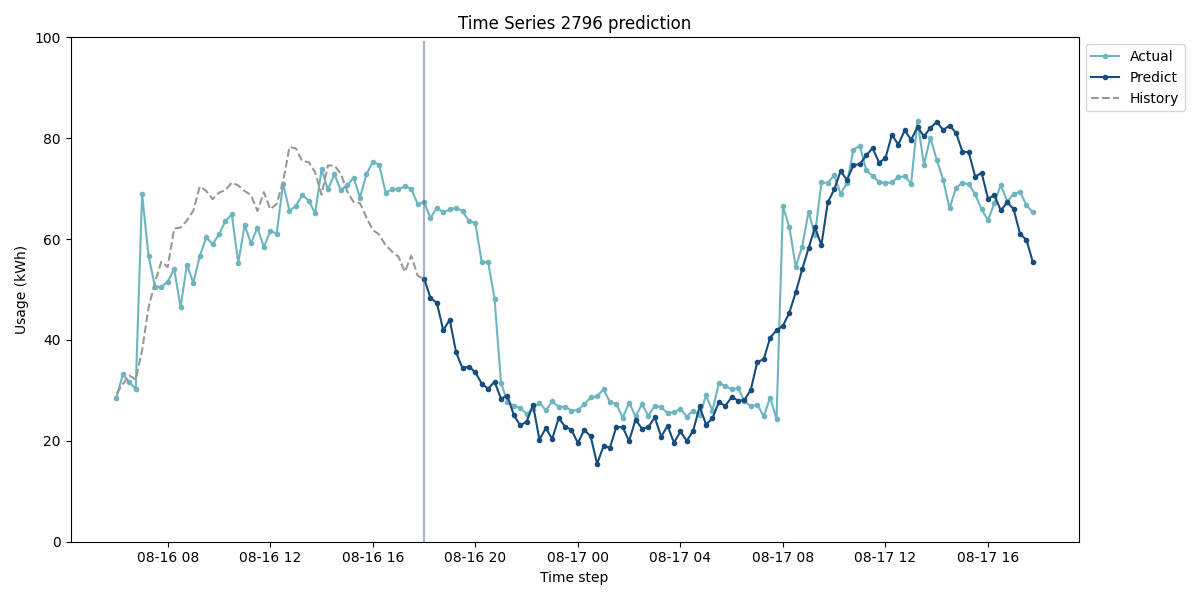 Time Series 2796 prediction
100
80
60
40
20
0
Usage (kWh)
08-16 08
08-16 12
08-16 16
08-16 20
08-17 00
08-17 04
08-17 08
08-17 12
08-17 16
Time step
Actual
Predict
History